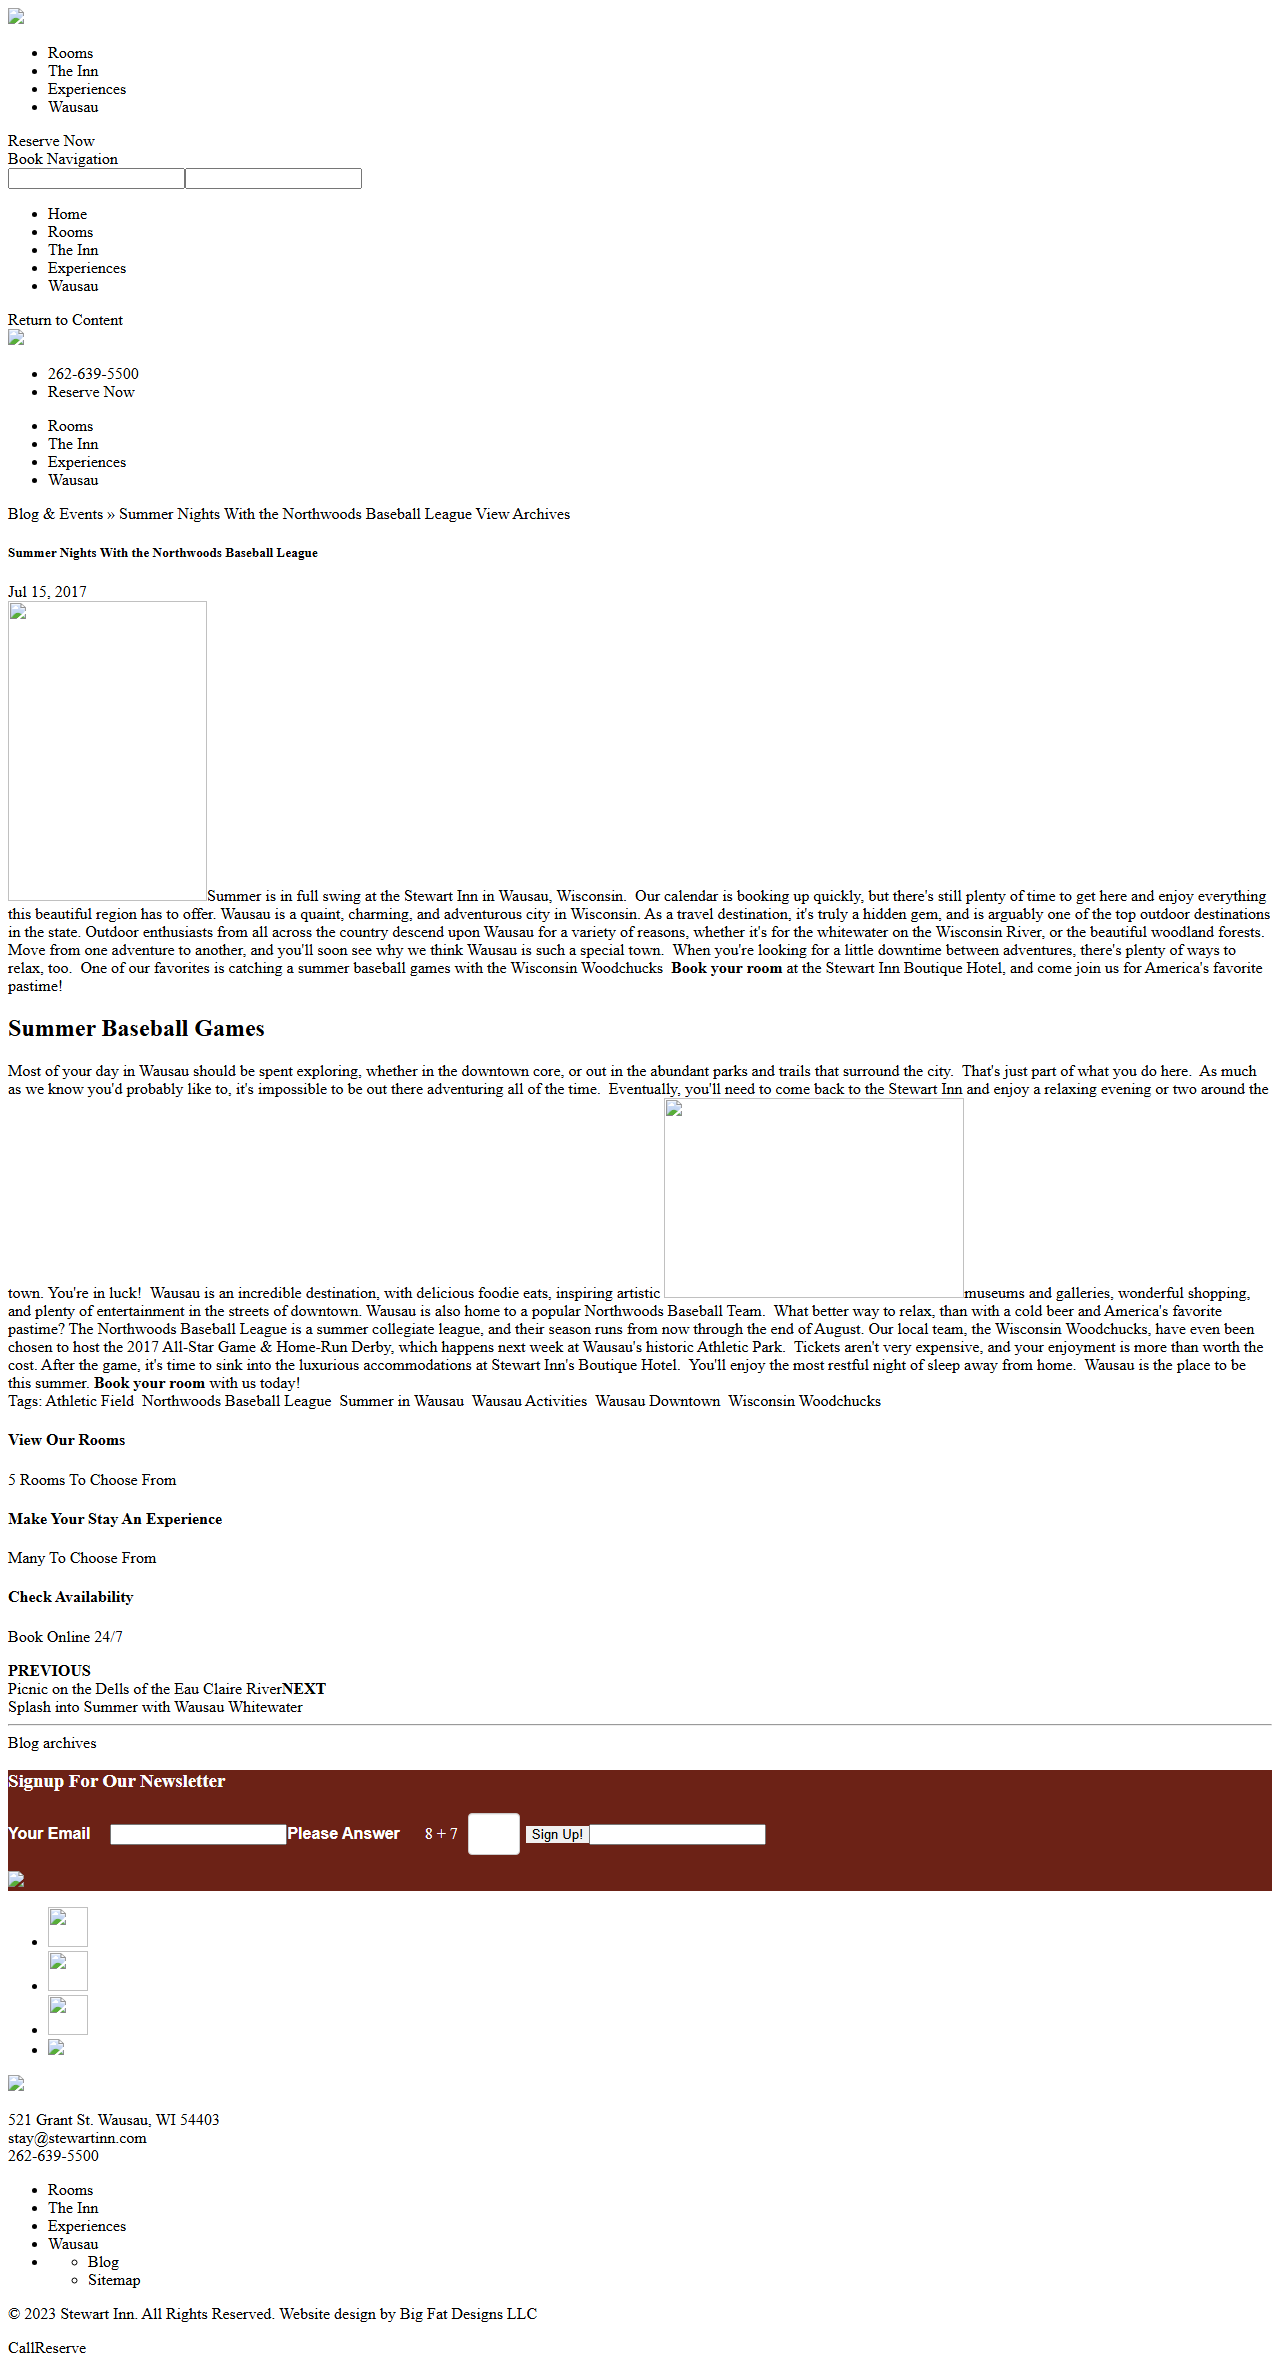 Rooms
The Inn
Experiences
Wausau
Reserve Now
Book Navigation
Home
Rooms
The Inn
Experiences
Wausau
Return to Content
262-639-5500
Reserve Now
Rooms
The Inn
Experiences
Wausau
Blog & Events » Summer Nights With the Northwoods Baseball League View Archives
Summer Nights With the Northwoods Baseball League
Jul 15, 2017
Summer is in full swing at the Stewart Inn in Wausau, Wisconsin.  Our calendar is booking up quickly, but there's still plenty of time to get here and enjoy everything
this beautiful region has to offer. Wausau is a quaint, charming, and adventurous city in Wisconsin. As a travel destination, it's truly a hidden gem, and is arguably one of the top outdoor destinations
in the state. Outdoor enthusiasts from all across the country descend upon Wausau for a variety of reasons, whether it's for the whitewater on the Wisconsin River, or the beautiful woodland forests.
Move from one adventure to another, and you'll soon see why we think Wausau is such a special town.  When you're looking for a little downtime between adventures, there's plenty of ways to
relax, too.  One of our favorites is catching a summer baseball games with the Wisconsin Woodchucks  Book your room at the Stewart Inn Boutique Hotel, and come join us for America's favorite
pastime!
Summer Baseball Games
Most of your day in Wausau should be spent exploring, whether in the downtown core, or out in the abundant parks and trails that surround the city.  That's just part of what you do here.  As much
as we know you'd probably like to, it's impossible to be out there adventuring all of the time.  Eventually, you'll need to come back to the Stewart Inn and enjoy a relaxing evening or two around the
town. You're in luck!  Wausau is an incredible destination, with delicious foodie eats, inspiring artistic museums and galleries, wonderful shopping,
and plenty of entertainment in the streets of downtown. Wausau is also home to a popular Northwoods Baseball Team.  What better way to relax, than with a cold beer and America's favorite
pastime? The Northwoods Baseball League is a summer collegiate league, and their season runs from now through the end of August. Our local team, the Wisconsin Woodchucks, have even been
chosen to host the 2017 All-Star Game & Home-Run Derby, which happens next week at Wausau's historic Athletic Park.  Tickets aren't very expensive, and your enjoyment is more than worth the
cost. After the game, it's time to sink into the luxurious accommodations at Stewart Inn's Boutique Hotel.  You'll enjoy the most restful night of sleep away from home.  Wausau is the place to be
this summer. Book your room with us today!
Tags: Athletic Field  Northwoods Baseball League  Summer in Wausau  Wausau Activities  Wausau Downtown  Wisconsin Woodchucks
View Our Rooms
5 Rooms To Choose From
Make Your Stay An Experience
Many To Choose From
Check Availability
Book Online 24/7
PREVIOUS
Picnic on the Dells of the Eau Claire RiverNEXT
Splash into Summer with Wausau Whitewater
Blog archives
Signup For Our Newsletter
Your Email Please Answer 8 + 7 Sign Up!
521 Grant St. Wausau, WI 54403
stay@stewartinn.com
262-639-5500
Rooms
The Inn
Experiences
Wausau
Blog
Sitemap
© 2023 Stewart Inn. All Rights Reserved. Website design by Big Fat Designs LLC
CallReserve